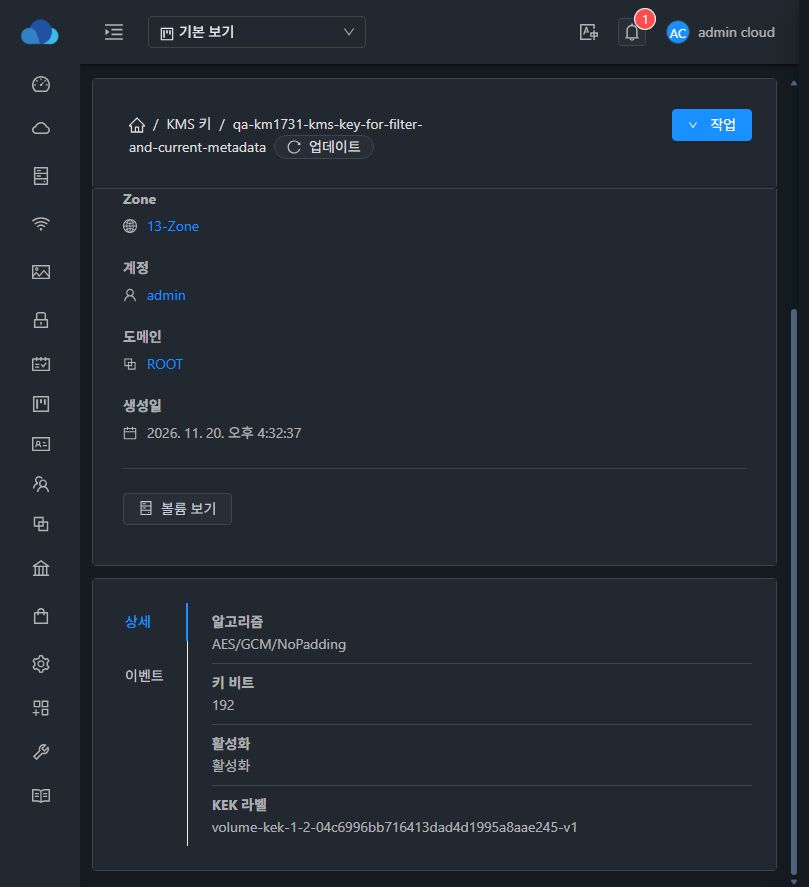 기본 보기
1
AC
admin cloud
/ KMS 키 / qa-km1731-kms-key-for-filter-
and-current-metadata
업데이트
작업
Zone
13-Zone
계정
admin
도메인
ROOT
생성일
2026. 11. 20. 오후 4:32:37
볼륨 보기
상세
이벤트
알고리즘
AES/GCM/NoPadding
키 비트
192
활성화
활성화
KEK 라벨
volume-kek-1-2-04c6996bb716413dad4d1995a8aae245-v1